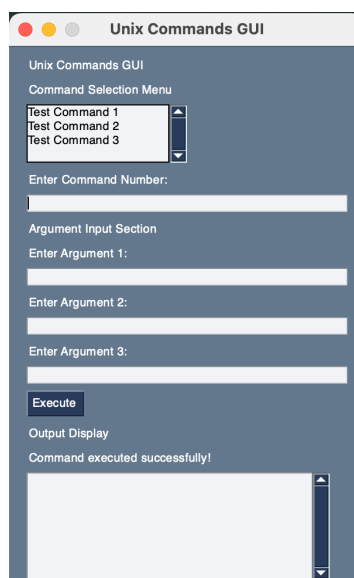 Unix Commands GUI
Unix Commands GUI
Command Selection Menu
Test Command 1
Test Command 2
Test Command 3
Enter Command Number:
Argument Input Section
Enter Argument 1:
Enter Argument 2:
Enter Argument 3:
Execute
Output Display
Command executed successfully!